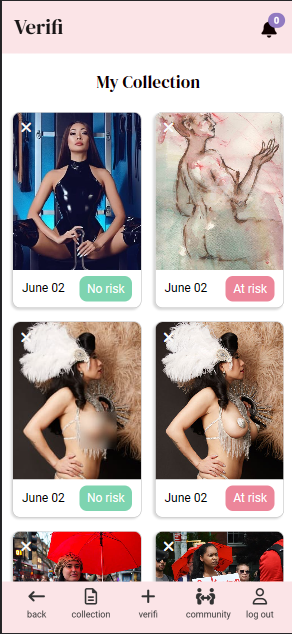 Verifi
0
My Collection
June 02 No risk
June 02 At risk
June 02 No risk
June 02 At risk
back collection verifi community log out